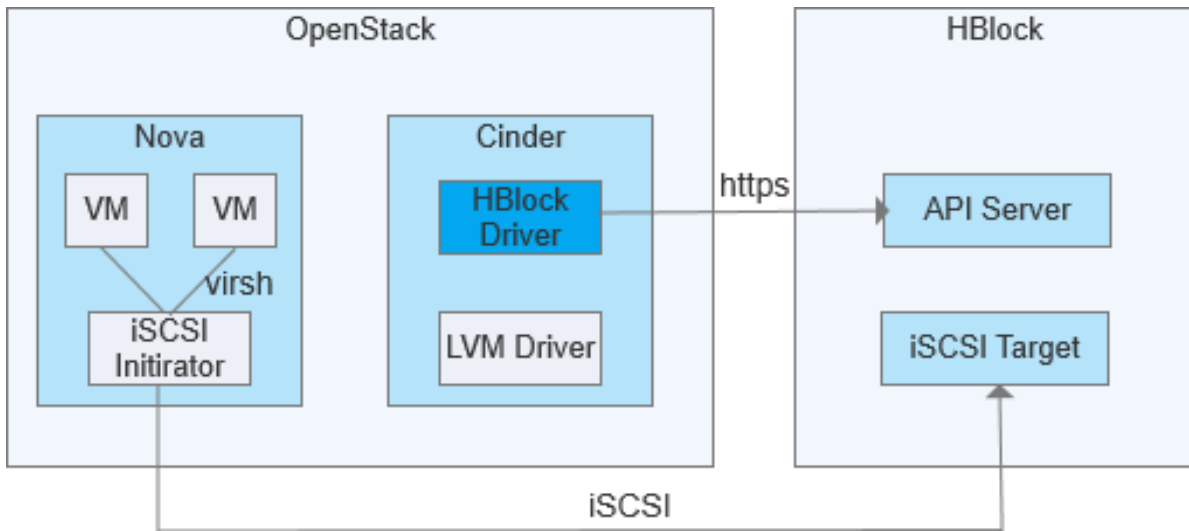 OpenStack
HBlock
Nova
Cinder
VM
VM
HBlock
Driver
https
API Server
virsh
iSCSI
Initirator
LVM Driver
iSCSI Target
iSCSI